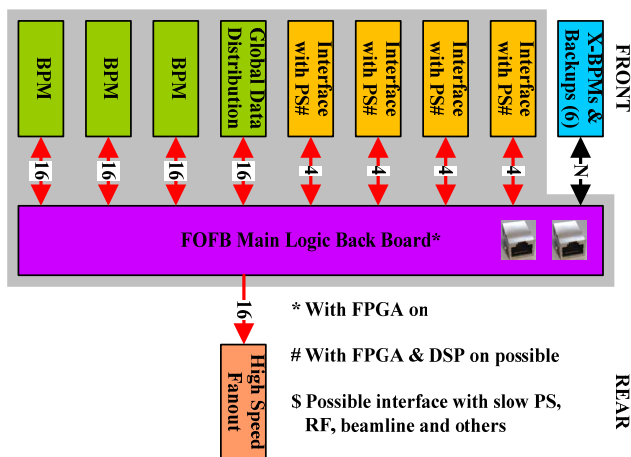 BPM
BPM
BPM
Global Data
Distribution
Interface
with PS#
Interface
with PS#
Interface
with PS#
Interface
with PS#
X-BPMs &
Backups (6)
FRONT
16
16
16
16
4
4
4
4
N
FOFB Main Logic Back Board*
16
* With FPGA on
High Speed
Fanout
# With FPGA & DSP on possible
$ Possible interface with slow PS,
RF, beamline and others
REAR